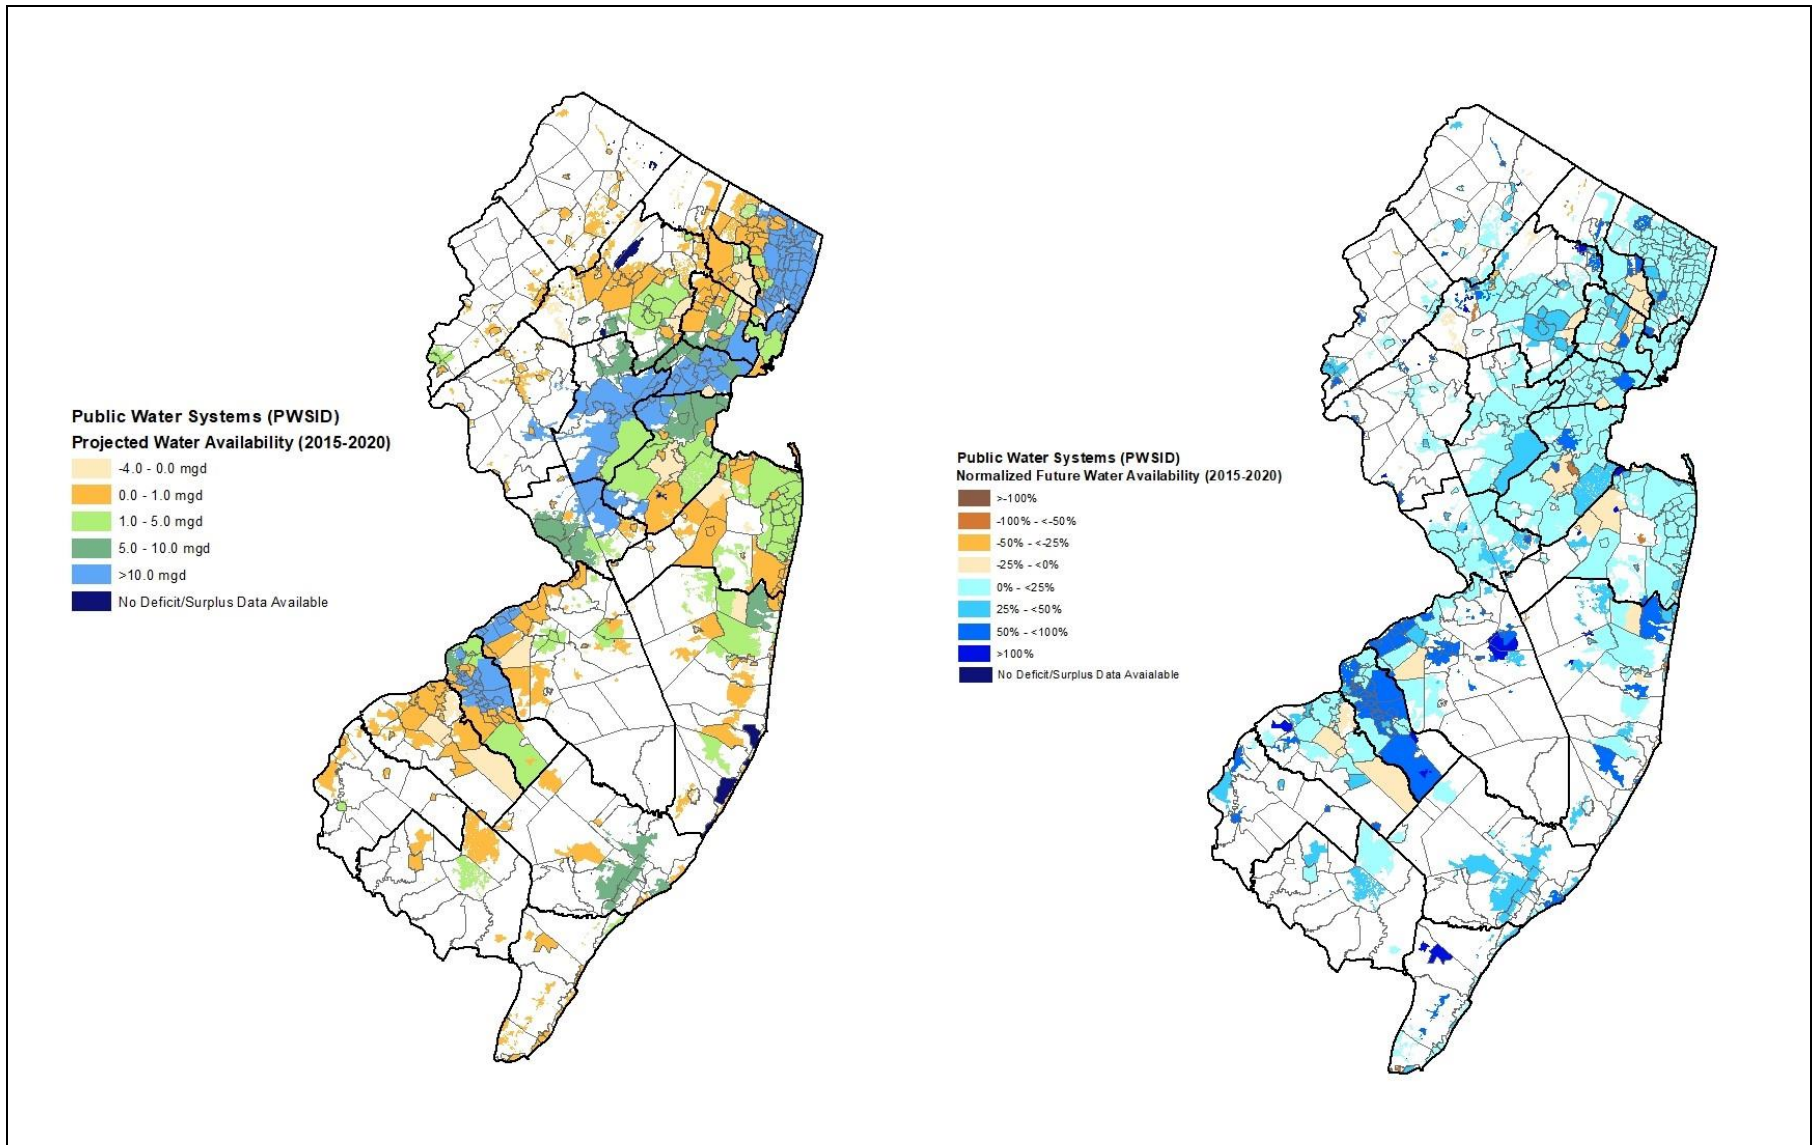 Public Water Systems (PWSID)
Projected Water Availability (2015-2020)
-4.0 - 0.0 mgd
0.0 - 1.0 mgd
1.0 - 5.0 mgd
5.0 - 10.0 mgd
>10.0 mgd
No Deficit/Surplus Data Available
Public Water Systems (PWSID)
Normalized Future Water Availability (2015-2020)
>-100%
-100% - <-50%
-50% - <-25%
-25% - <0%
0% - <25%
25% - <50%
50% - <100%
>100%
No Deficit/Surplus Data Avaialable